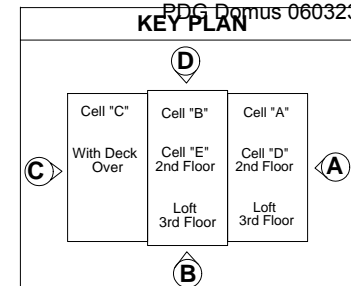 PDG Domus 060323
KEY PLAN
D
Cell "C"
With Deck
Over
Cell "B"
Cell "E"
2nd Floor
Loft
3rd Floor
Cell "A"
Cell "D"
2nd Floor
Loft
3rd Floor
C
A
B